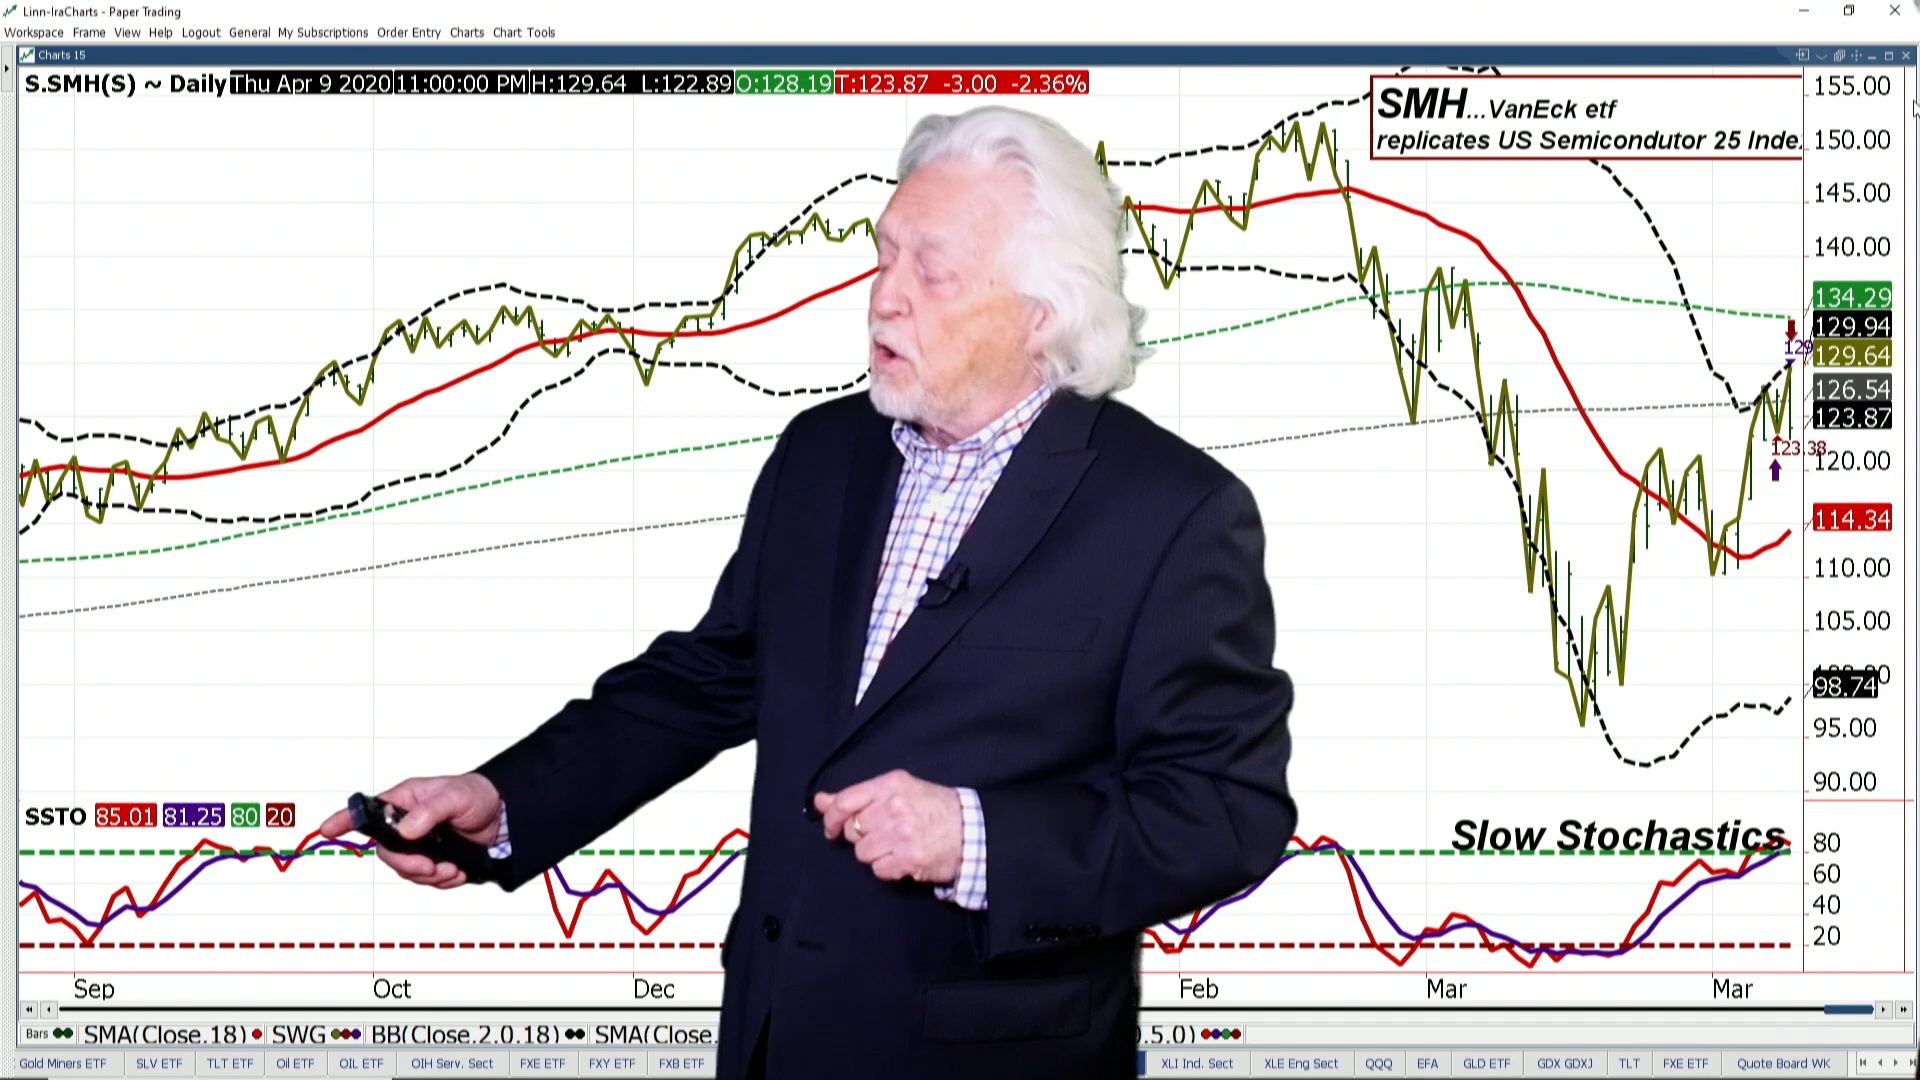 Linn-IraCharts - Paper Trading
Workspace Frame View Help Logout General My Subscriptions Order Entry Charts Chart Tools
Charts 15
S.SMH(S) ~ Daily Thu Apr 9 2020 11:00:00 PM H:129.64 L:122.89 O:128.19 T:123.87 -3.00 -2.36%
SMH...VanEck etf
replicates US Semicondutor 25 Inde
155.00
150.00
145.00
140.00
134.29
129.94
129.64
126.54
123.87
123.38
120.00
114.34
110.00
105.00
98.74
95.00
90.00
SSTO 85.01 81.25 80 20
Slow Stochastics
80
60
40
20
Sep Oct Dec Feb Mar Mar
Bars SMA(Close,18) SWG BB(Close,2.0,18) SMA(Close, 0,5,0)
Gold Miners ETF SLV ETF TLT ETF Oil ETF OIL ETF OIH Serv. Sect FXE ETF FXY ETF FXB ETF XLI Ind. Sect XLE Eng Sect QQQ EFA GLD ETF GDX GDXJ TLT FXE ETF Quote Board WK